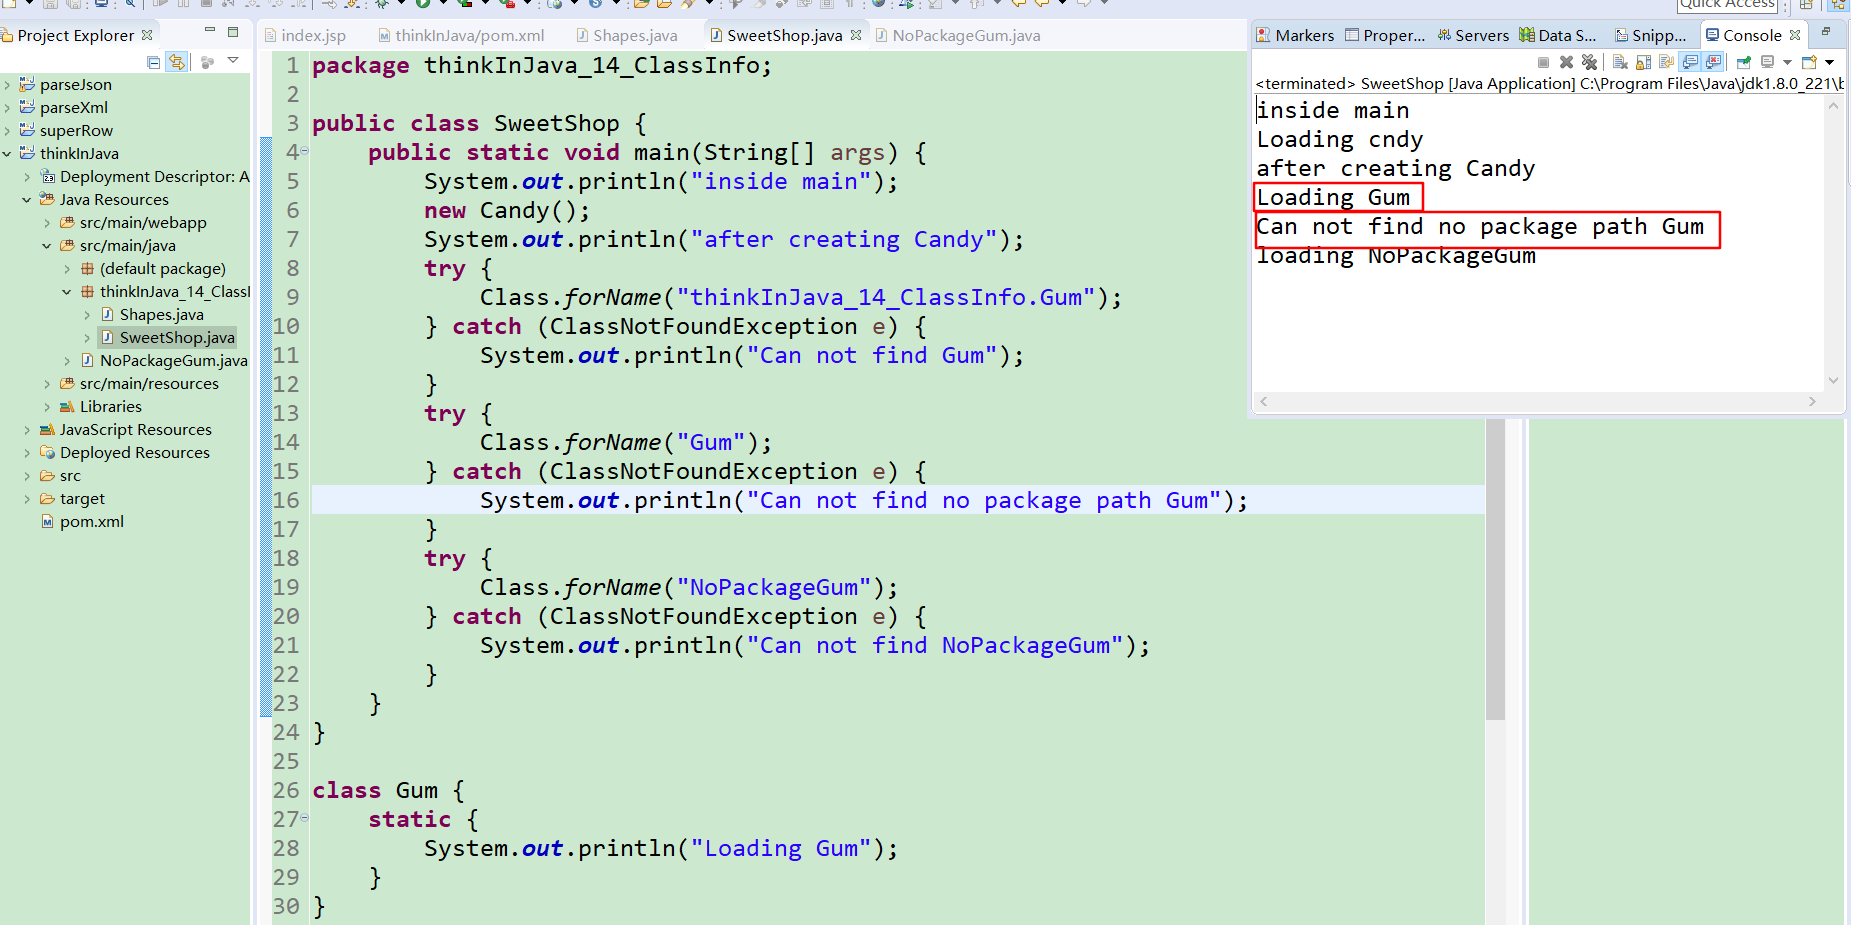 Quick Access
Project Explorer
index.jsp
thinkInJava/pom.xml
Shapes.java
SweetShop.java
NoPackageGum.java
Markers
Proper...
Servers
Data S...
Snipp...
Console
parseJson
parseXml
superRow
thinkInJava
Deployment Descriptor: A
Java Resources
src/main/webapp
src/main/java
(default package)
thinkInJava_14_ClassI
Shapes.java
SweetShop.java
NoPackageGum.java
src/main/resources
Libraries
JavaScript Resources
Deployed Resources
src
target
pom.xml
1 package thinkInJava_14_ClassInfo;
2
3 public class SweetShop {
4 public static void main(String[] args) {
5 System.out.println("inside main");
6 new Candy();
7 System.out.println("after creating Candy");
8 try {
9 Class.forName("thinkInJava_14_ClassInfo.Gum");
10 } catch (ClassNotFoundException e) {
11 System.out.println("Can not find Gum");
12 }
13 try {
14 Class.forName("Gum");
15 } catch (ClassNotFoundException e) {
16 System.out.println("Can not find no package path Gum");
17 }
18 try {
19 Class.forName("NoPackageGum");
20 } catch (ClassNotFoundException e) {
21 System.out.println("Can not find NoPackageGum");
22 }
23 }
24 }
25
26 class Gum {
27 static {
28 System.out.println("Loading Gum");
29 }
30 }
<terminated> SweetShop [Java Application] C:\Program Files\Java\jdk1.8.0_221\b
inside main
Loading cndy
after creating Candy
Loading Gum
Can not find no package path Gum
loading NoPackageGum